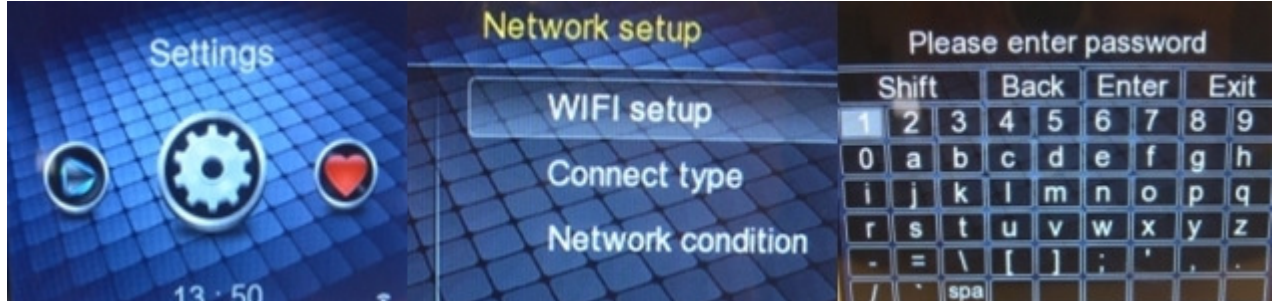 Settings
13 : 50
Network setup
WIFI setup
Connect type
Network condition
Please enter password
Shift Back Enter Exit
1 2 3 4 5 6 7 8 9
0 a b c d e f g h
i j k l m n o p q
r s t u v w x y z
- = \ [ ] ; ' , .
/ ` spa